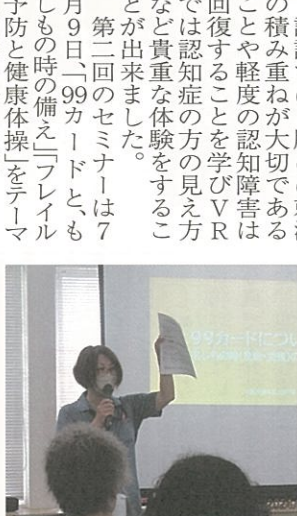 の積み重ねが大切である
ことや軽度の認知障害は
回復することを学びVR
では認知症の方の見え方
など貴重な体験をするこ
とが出来ました。
第二回のセミナーは7
月9日、「99カードと、も
しもの時の備え」「フレイル
予防と健康体操」をテーマ
99カードについ